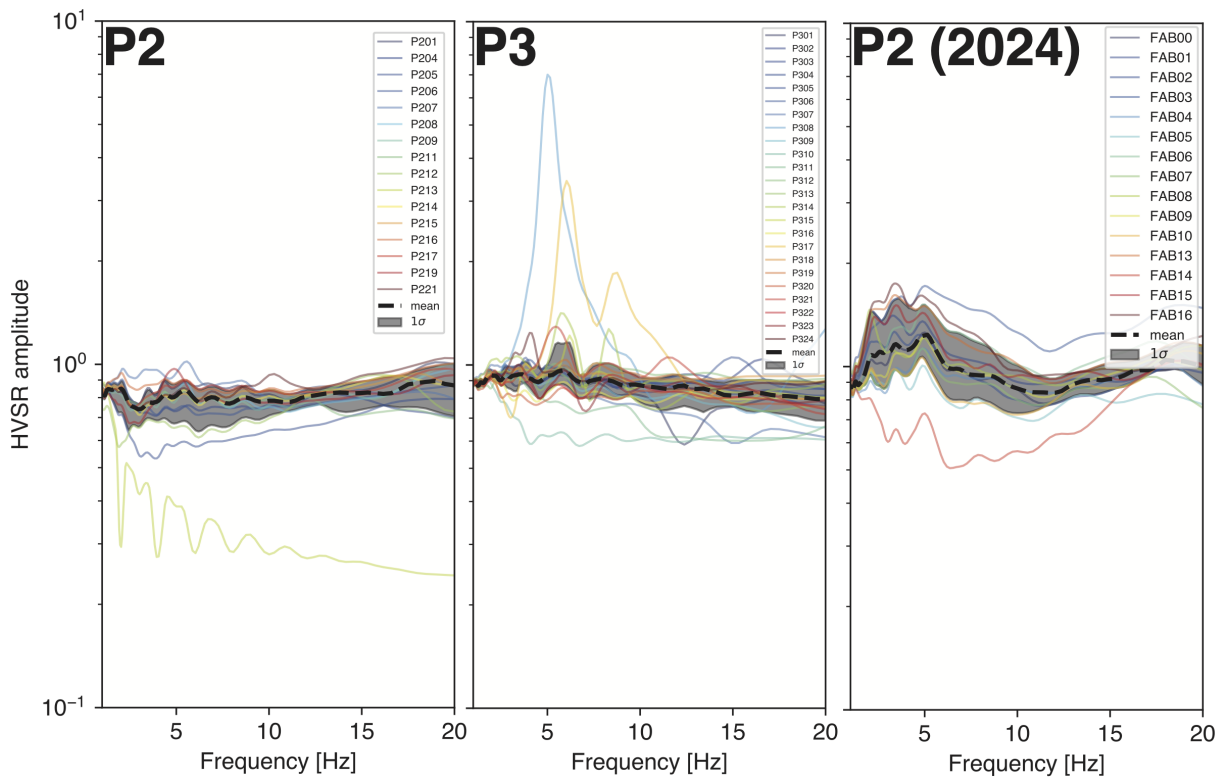 P2
P201
P204
P205
P206
P207
P208
P209
P211
P212
P213
P214
P215
P216
P217
P219
P221
mean
1σ
P3
P301
P302
P303
P304
P305
P306
P307
P308
P309
P310
P311
P312
P313
P314
P315
P316
P317
P318
P319
P320
P321
P322
P323
P324
mean
1σ
P2 (2024)
FAB00
FAB01
FAB02
FAB03
FAB04
FAB05
FAB06
FAB07
FAB08
FAB09
FAB10
FAB13
FAB14
FAB15
FAB16
mean
1σ
HVSR amplitude
10¹
10⁰
10⁻¹
5 10 15 20
Frequency [Hz]
5 10 15 20
Frequency [Hz]
5 10 15 20
Frequency [Hz]